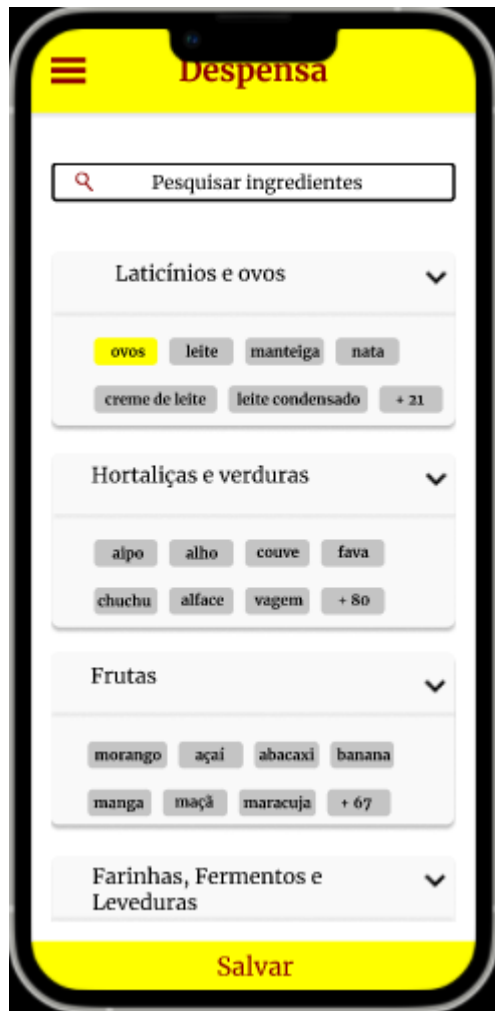 Despensa
Pesquisar ingredientes
Laticínios e ovos
ovos leite manteiga nata
creme de leite leite condensado + 21
Hortaliças e verduras
aipo alho couve fava
chuchu alface vagem + 80
Frutas
morango açaí abacaxi banana
manga maçã maracuja + 67
Farinhas, Fermentos e
Leveduras
Salvar